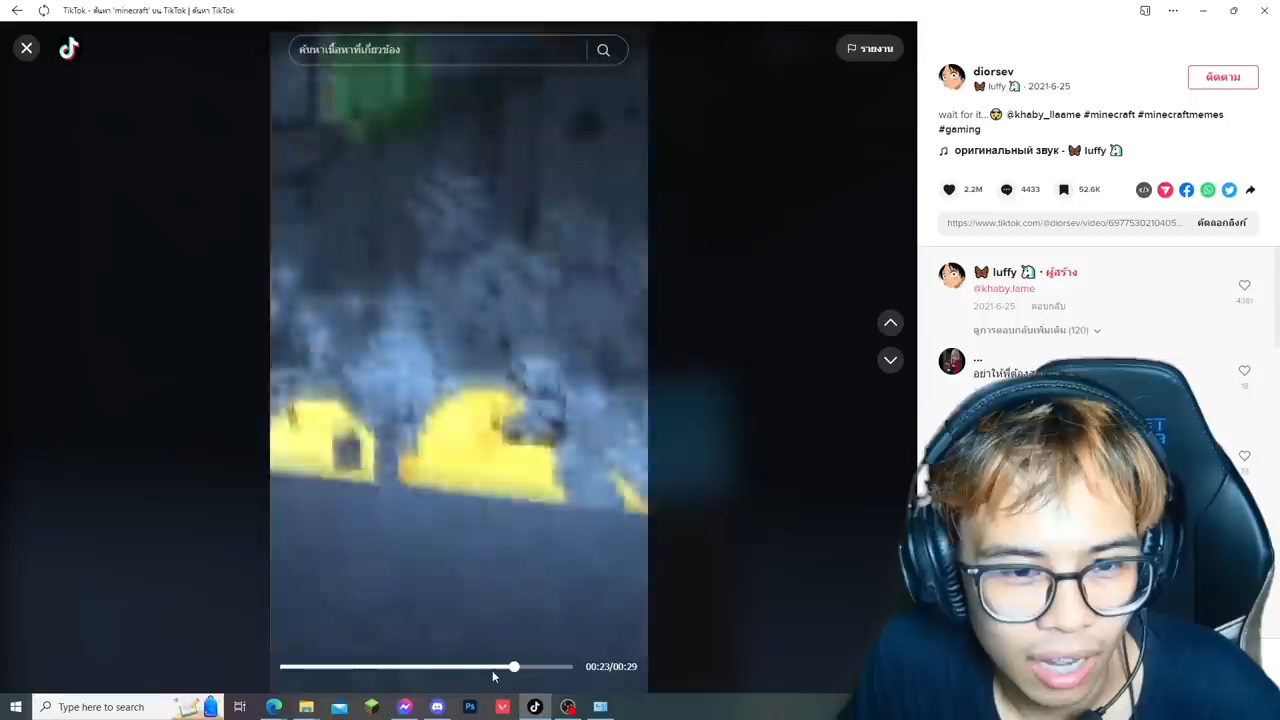 TikTok - ค้นหา 'minecraft' บน TikTok | ค้นหา TikTok
ค้นหาเนื้อหาที่เกี่ยวข้อง
รายงาน
diorsev
luffy · 2021-6-25
ติดตาม
wait for it...🤯 @khaby_llaame #minecraft #minecraftmemes
#gaming
оригинальный звук - 🦋 luffy
2.2M
4433
52.6K
https://www.tiktok.com/@diorsev/video/6977530210405...
คัดลอกลิงก์
luffy · ผู้สร้าง
@khaby.lame
2021-6-25 ตอบกลับ
4381
ดูการตอบกลับเพิ่มเติม (120)
...
18
00:23/00:29
Type here to search